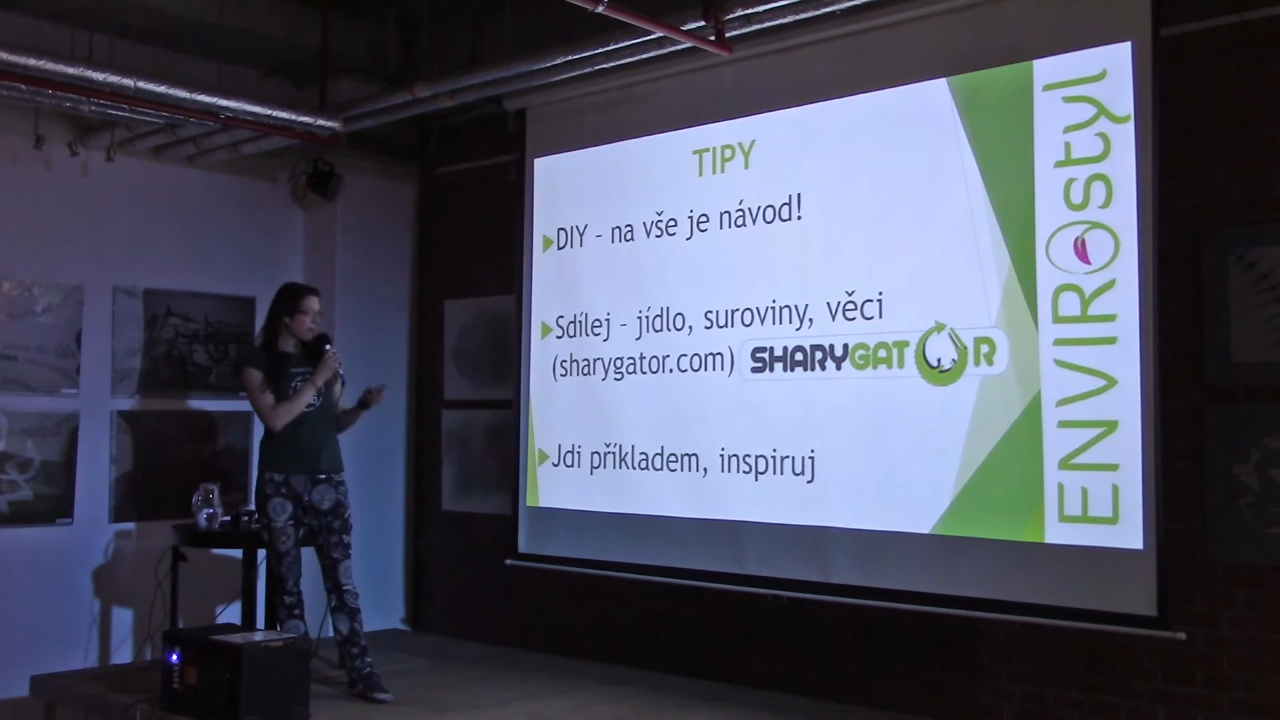 TIPY
DIY – na vše je návod!
Sdílej – jídlo, suroviny, věci
(sharygator.com) SHARYGATOR
Jdi příkladem, inspiruj
ENVIROstyl